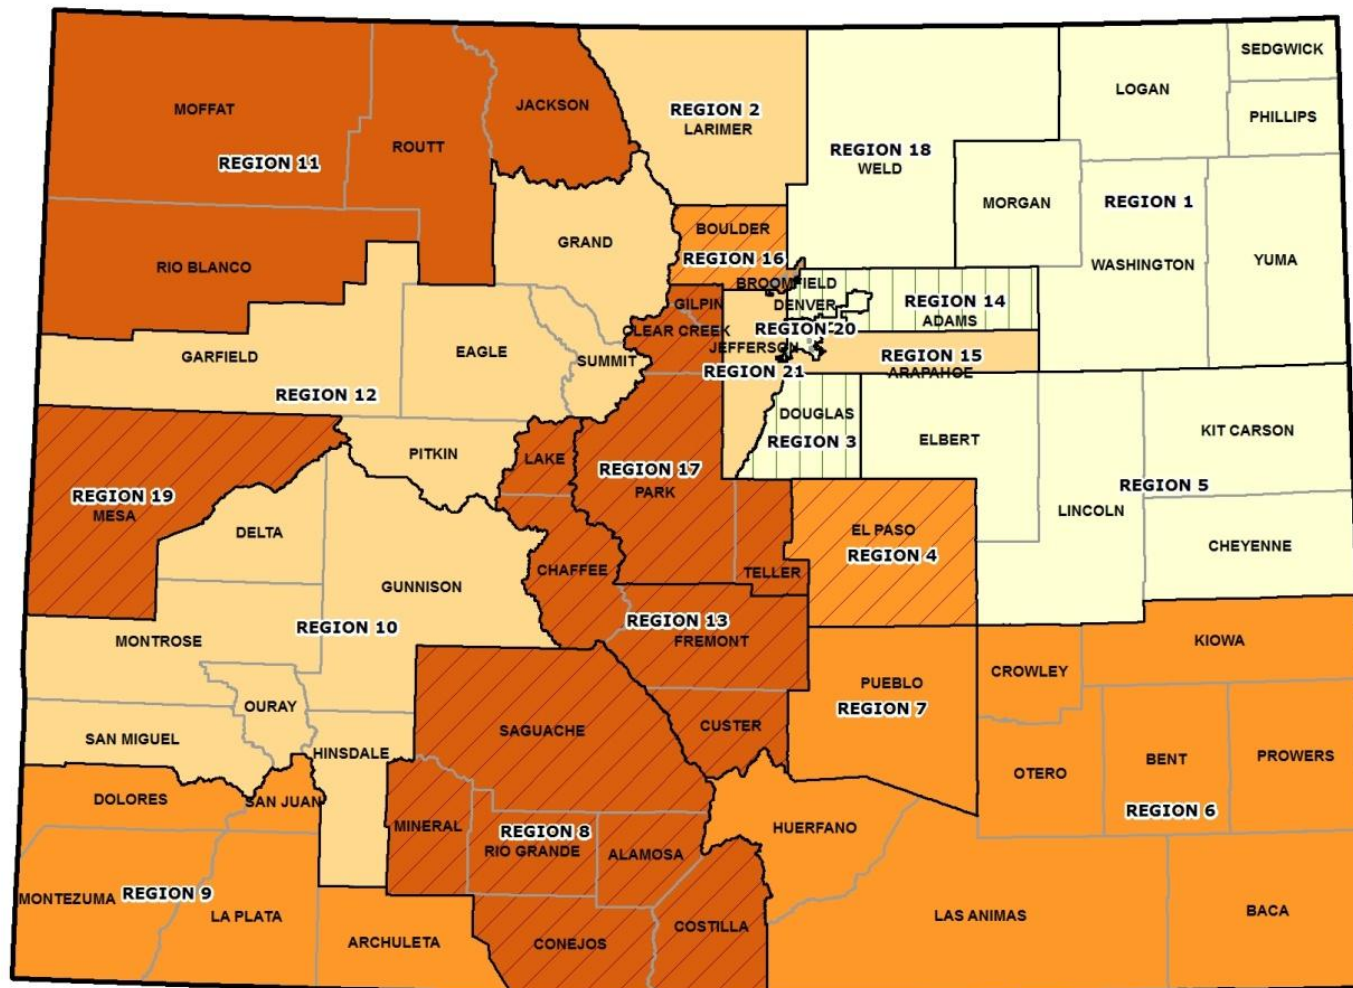 SEDGWICK
LOGAN
MOFFAT
JACKSON
REGION 2
LARIMER
PHILLIPS
ROUTT
REGION 18
WELD
REGION 11
MORGAN
REGION 1
BOULDER
GRAND
REGION 16
WASHINGTON
YUMA
RIO BLANCO
BROOMFIELD
DENVER
REGION 14
ADAMS
GILPIN
CLEAR CREEK
REGION 20
JEFFERSON
GARFIELD
EAGLE
SUMMIT
REGION 15
ARAPAHOE
REGION 21
REGION 12
DOUGLAS
REGION 3
ELBERT
KIT CARSON
PITKIN
LAKE
REGION 17
PARK
REGION 19
MESA
REGION 5
LINCOLN
DELTA
EL PASO
REGION 4
CHEYENNE
CHAFFEE
TELLER
GUNNISON
REGION 10
REGION 13
FREMONT
MONTROSE
KIOWA
CROWLEY
PUEBLO
REGION 7
OURAY
SAGUACHE
CUSTER
SAN MIGUEL
HINSDALE
BENT
PROWERS
OTERO
DOLORES
SAN JUAN
REGION 6
MINERAL
REGION 8
RIO GRANDE
ALAMOSA
HUERFANO
REGION 9
MONTEZUMA
LA PLATA
LAS ANIMAS
BACA
COSTILLA
ARCHULETA
CONEJOS